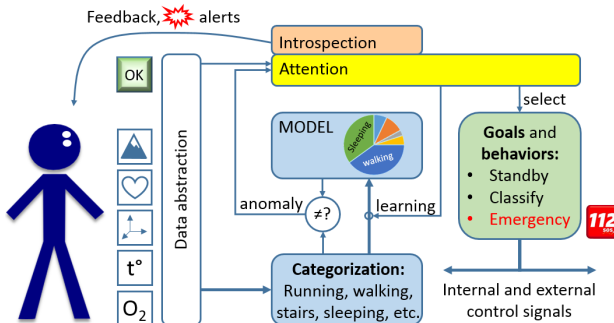 Feedback, alerts
Introspection
OK
Attention
select
MODEL
Sleeping
walking
Goals and
behaviors:
• Standby
• Classify
• Emergency
112
SOS
Data abstraction
anomaly
≠?
learning
Categorization:
Running, walking,
stairs, sleeping, etc.
t°
O₂
Internal and external
control signals